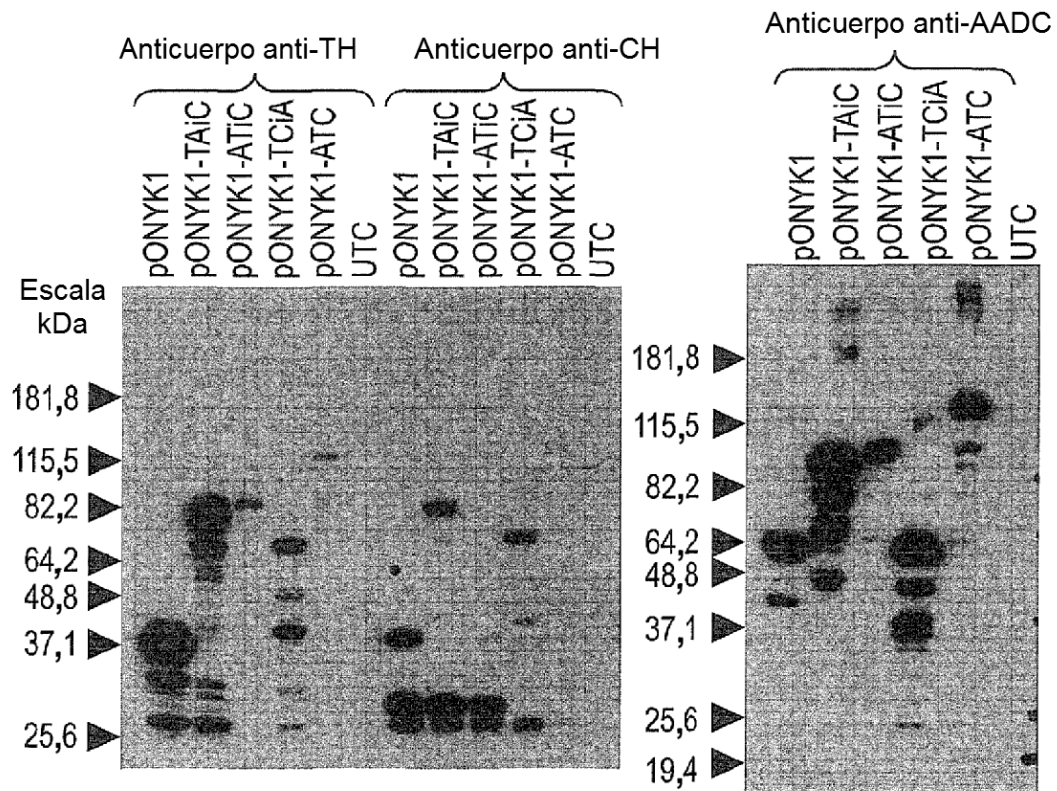 Anticuerpo anti-TH
Anticuerpo anti-CH
Anticuerpo anti-AADC
pONYK1
pONYK1-TAiC
pONYK1-ATiC
pONYK1-TCiA
pONYK1-ATC
UTC
pONYK1
pONYK1-TAiC
pONYK1-ATiC
pONYK1-TCiA
pONYK1-ATC
UTC
pONYK1
pONYK1-TAiC
pONYK1-ATiC
pONYK1-TCiA
pONYK1-ATC
UTC
Escala
kDa
181,8
115,5
82,2
64,2
48,8
37,1
25,6
181,8
115,5
82,2
64,2
48,8
37,1
25,6
19,4